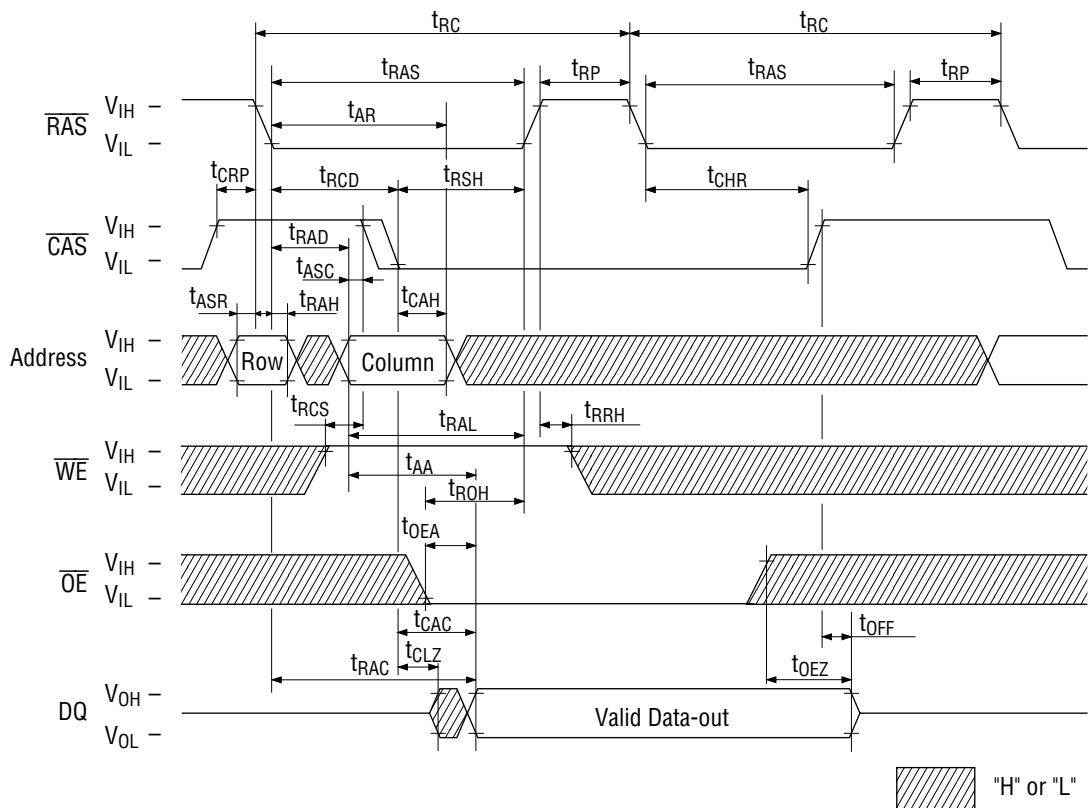 tRC tRC
tRAS tRP tRAS tRP
RAS VIH –
VIL –
tAR
tCRP tRCD tRSH tCHR
CAS VIH –
VIL –
tRAD
tASC
tASR tRAH tCAH
Address VIH –
VIL –
Row Column
tRCS tRAL tRRH
WE VIH –
VIL –
tAA
tROH
tOEA
OE VIH –
VIL –
tCAC tOFF
tRAC tCLZ tOEZ
DQ VOH –
VOL –
Valid Data-out
"H" or "L"